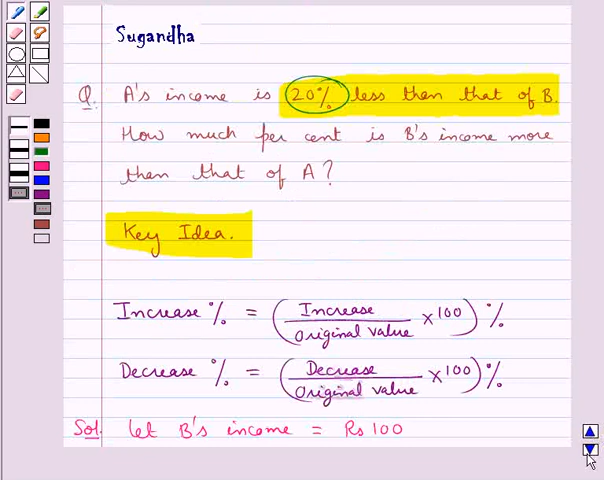 Sugandha
Q. A's income is 20% less then that of B.
How much per cent is B's income more
then that of A?
Key Idea.
Increase % = (Increase / Original value × 100) %
Decrease % = (Decrease / Original value × 100) %
Sol. let B's income = Rs 100